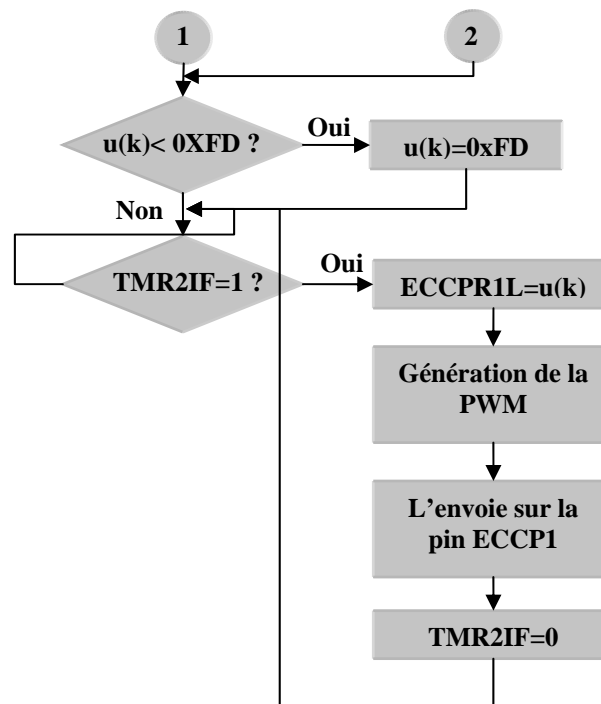 1
2
u(k)< 0XFD ?
Oui
u(k)=0xFD
Non
TMR2IF=1 ?
Oui
ECCPR1L=u(k)
Génération de la
PWM
L'envoie sur la
pin ECCP1
TMR2IF=0